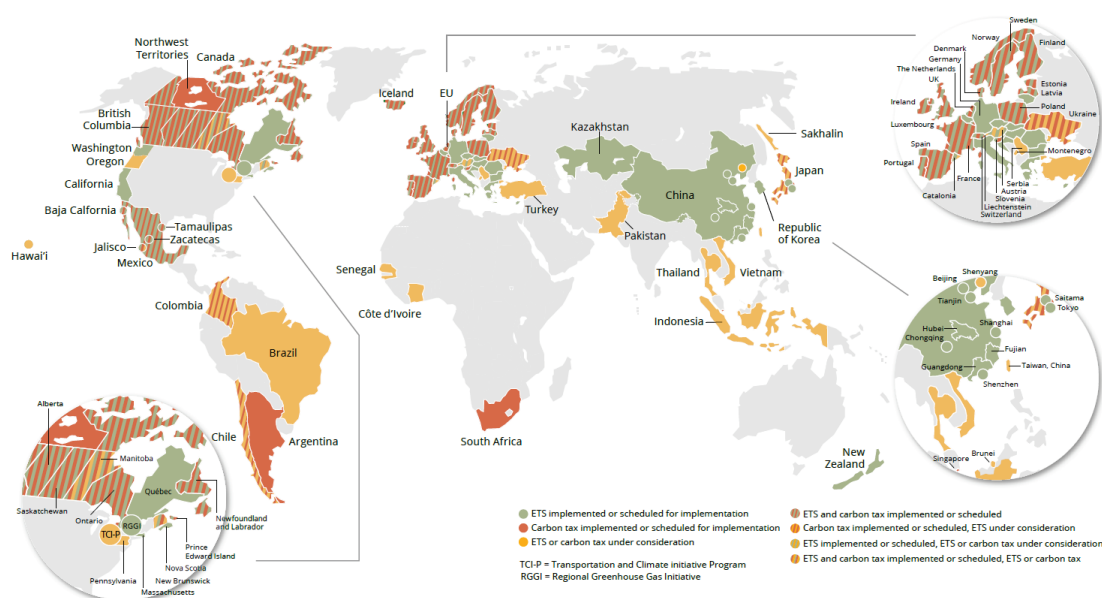 Northwest
Territories
Canada
British
Columbia
Washington
Oregon
California
Baja Calfornia
Tamaulipas
Zacatecas
Jalisco
Mexico
Hawai'i
Colombia
Brazil
Chile
Argentina
Iceland
EU
Kazakhstan
China
Sakhalin
Japan
Republic
of Korea
Turkey
Pakistan
Thailand
Vietnam
Indonesia
Senegal
Côte d'Ivoire
South Africa
New
Zealand
Sweden
Norway
Finland
Denmark
Germany
The Netherlands
UK
Estonia
Latvia
Ireland
Poland
Ukraine
Luxembourg
Spain
Montenegro
Portugal
France
Serbia
Austria
Catalonia
Slovenia
Liechtenstein
Switzerland
Shenyang
Beijing
Tianjin
Saitama
Tokyo
Shanghai
Hubei
Chongqing
Fujian
Guangdong
Taiwan, China
Shenzhen
Singapore
Brunei
Alberta
Manitoba
Québec
Saskatchewan
Ontario
Newfoundland
and Labrador
RGGI
TCI-P
Prince
Edward Island
Nova Scotia
Pennsylvania
New Brunswick
Massachusetts
ETS implemented or scheduled for implementation
Carbon tax implemented or scheduled for implementation
ETS or carbon tax under consideration
TCI-P = Transportation and Climate initiative Program
RGGI = Regional Greenhouse Gas Initiative
ETS and carbon tax implemented or scheduled
Carbon tax implemented or scheduled, ETS under consideration
ETS implemented or scheduled, ETS or carbon tax under consideration
ETS and carbon tax implemented or scheduled, ETS or carbon tax